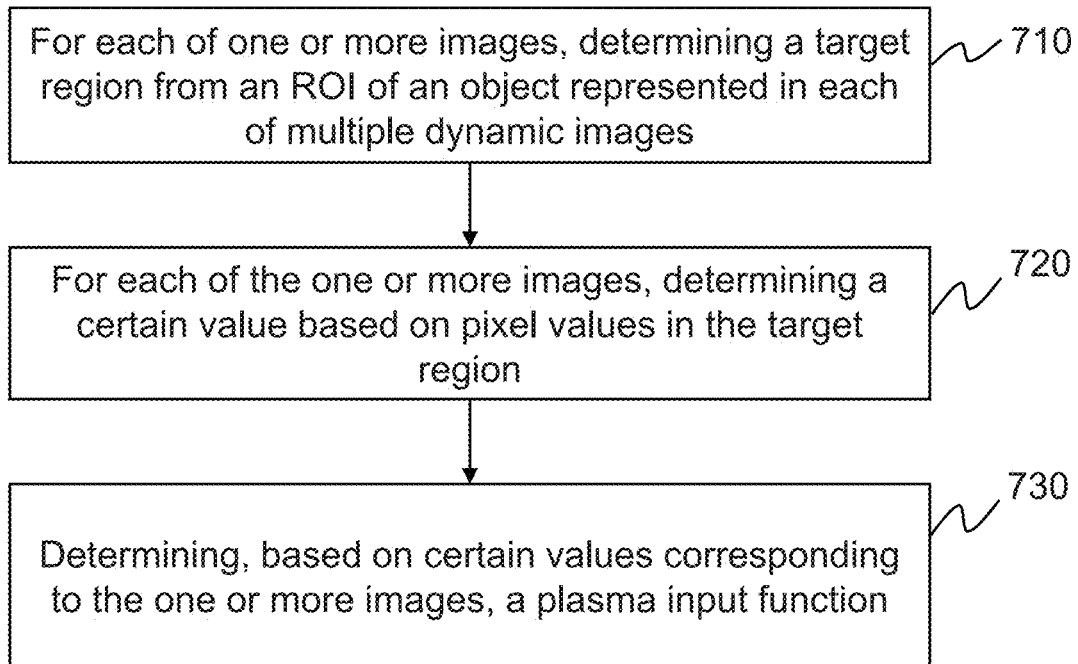 For each of one or more images, determining a target
region from an ROI of an object represented in each
of multiple dynamic images
710
For each of the one or more images, determining a
certain value based on pixel values in the target
region
720
Determining, based on certain values corresponding
to the one or more images, a plasma input function
730